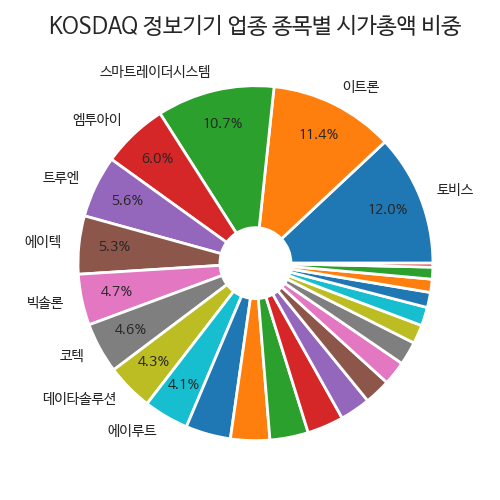 KOSDAQ 정보기기 업종 종목별 시가총액 비중
토비스
12.0%
이트론
11.4%
스마트레이더시스템
10.7%
엠투아이
6.0%
트루엔
5.6%
에이텍
5.3%
빅솔론
4.7%
코텍
4.6%
데이타솔루션
4.3%
에이루트
4.1%